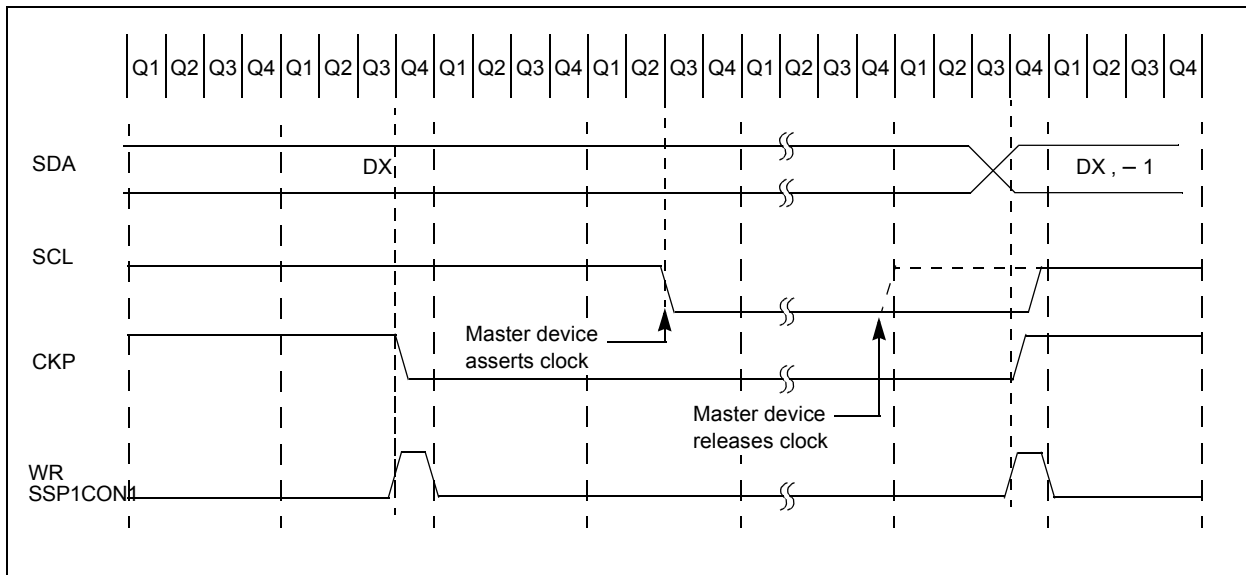 Q1 Q2 Q3 Q4 Q1 Q2 Q3 Q4 Q1 Q2 Q3 Q4 Q1 Q2 Q3 Q4 Q1 Q2 Q3 Q4 Q1 Q2 Q3 Q4 Q1 Q2 Q3 Q4
SDA
DX
DX , – 1
SCL
Master device
asserts clock
CKP
Master device
releases clock
WR
SSP1CON1